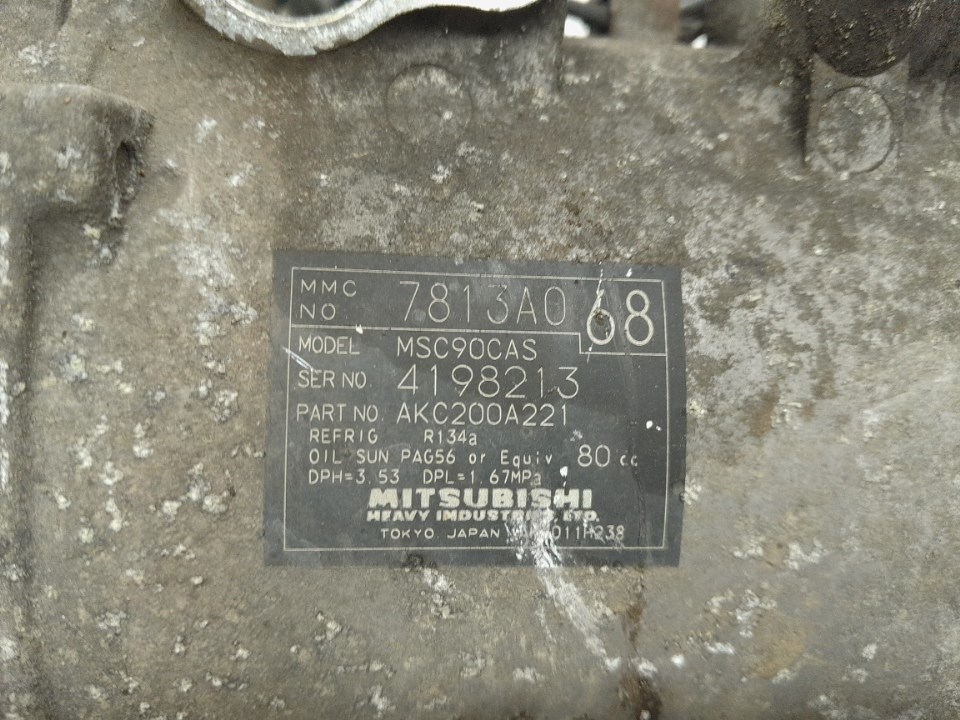 MMC NO 7813A068
MODEL MSC90CAS
SER NO. 4198213
PART NO. AKC200A221
REFRIG R134a
OIL SUN PAG56 or Equiv 80 cc
DPH=3.53 DPL=1.67MPa
MITSUBISHI
HEAVY INDUSTRIES, LTD.
TOKYO JAPAN